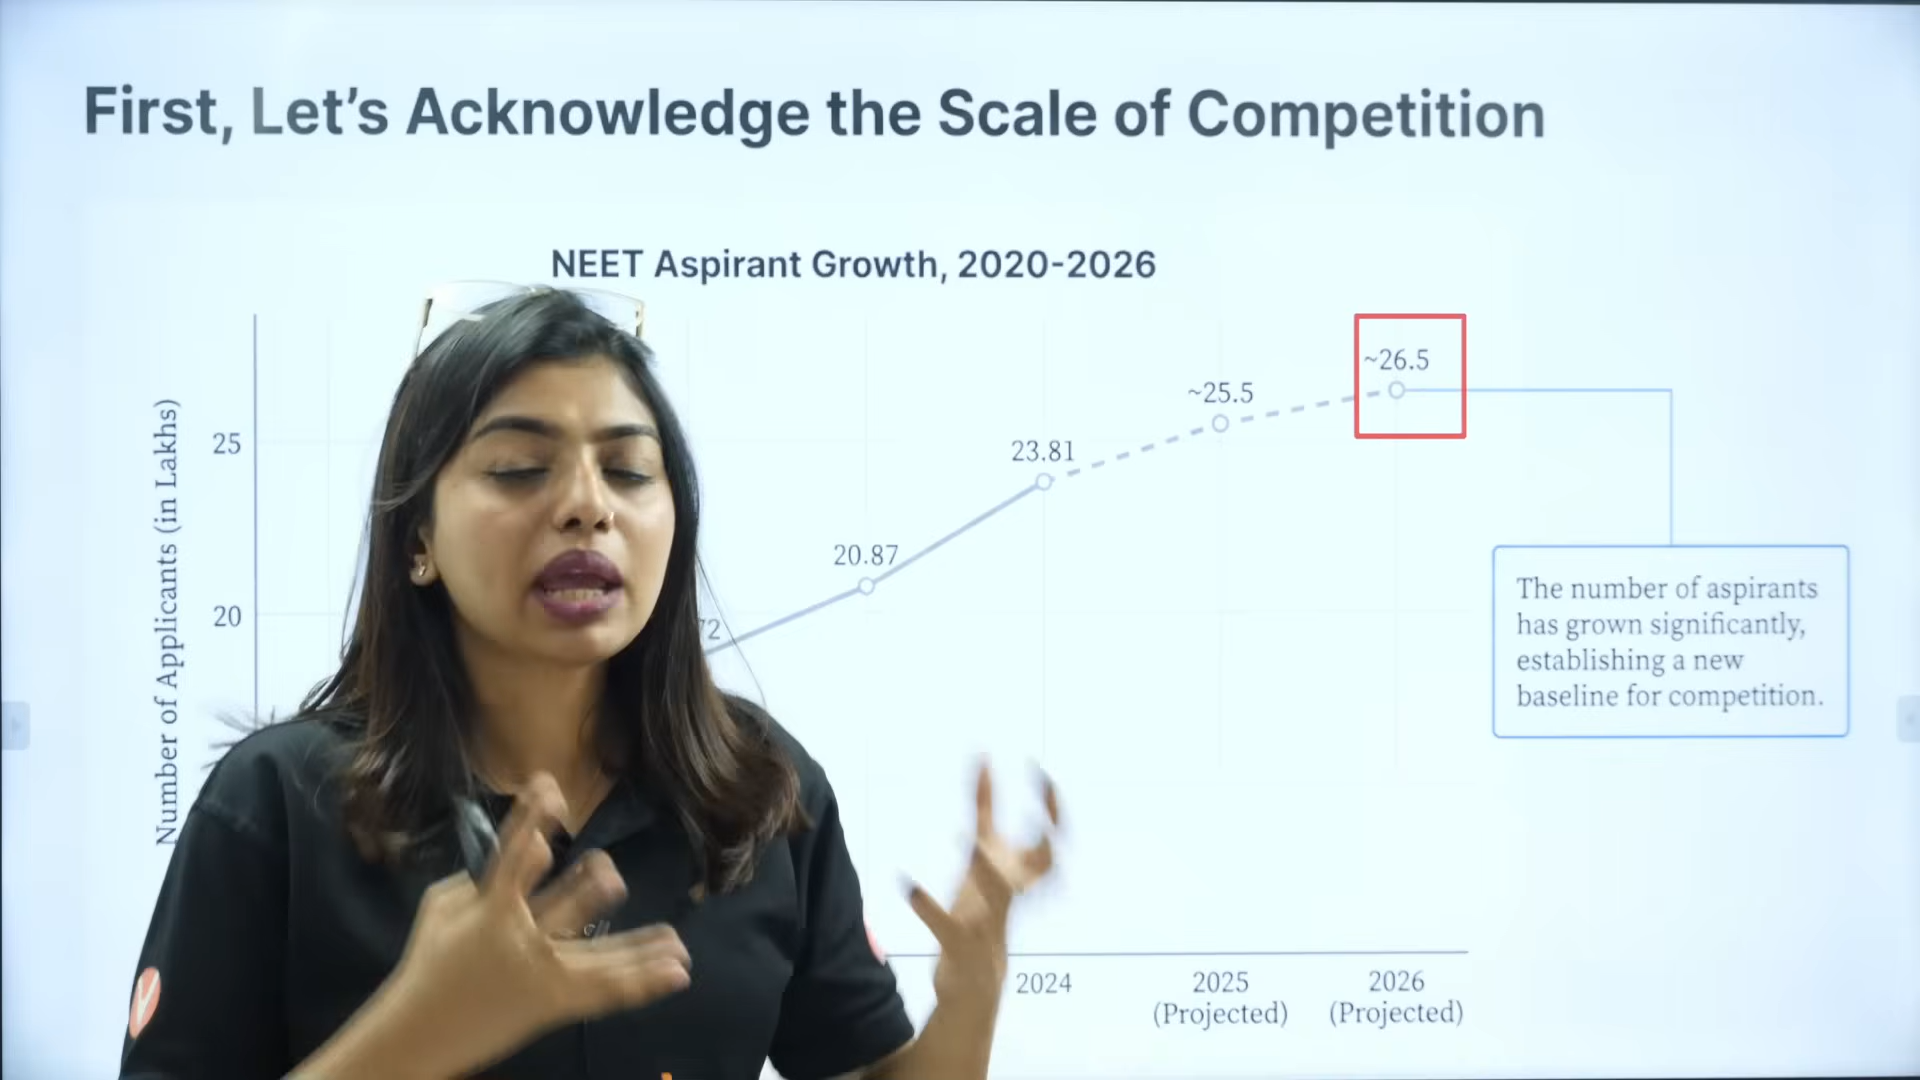 First, Let’s Acknowledge the Scale of Competition
NEET Aspirant Growth, 2020-2026
Number of Applicants (in Lakhs)
25
20
72
20.87
23.81
~25.5
~26.5
The number of aspirants
has grown significantly,
establishing a new
baseline for competition.
2024
2025
(Projected)
2026
(Projected)